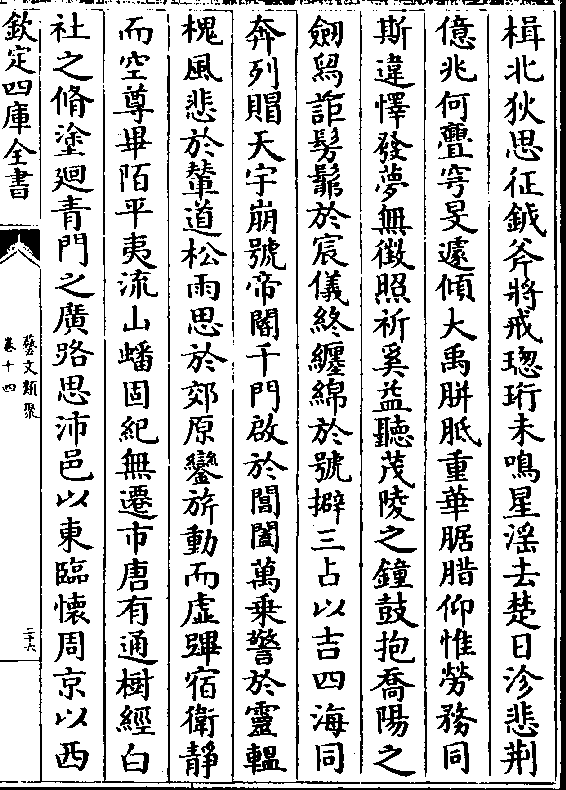 楫北狄思征鉞斧將戒璁珩未鳴星滛去楚日沴悲荆
億兆何舋穹旻遽傾大禹胼胝重華腒腊仰惟勞務同
斯違懌發夢無徵照祈奚益聽茂陵之鐘鼓抱喬陽之
劒舄詎髣髴於宸儀終纏綿於號擗三占以吉四海同
奔列賵天宇崩號帝閽千門啟於閶闔萬乗警於靈轀
槐風悲於輦道松雨思於郊原鑾旂動而虚蹕宿衛靜
而空尊畢陌平夷流山蟠固紀無遷市唐有通樹經白
社之脩塗廻青門之廣路思沛邑以東臨懷周京以西
欽定四庫全書
藝文類聚
卷十四
二十六